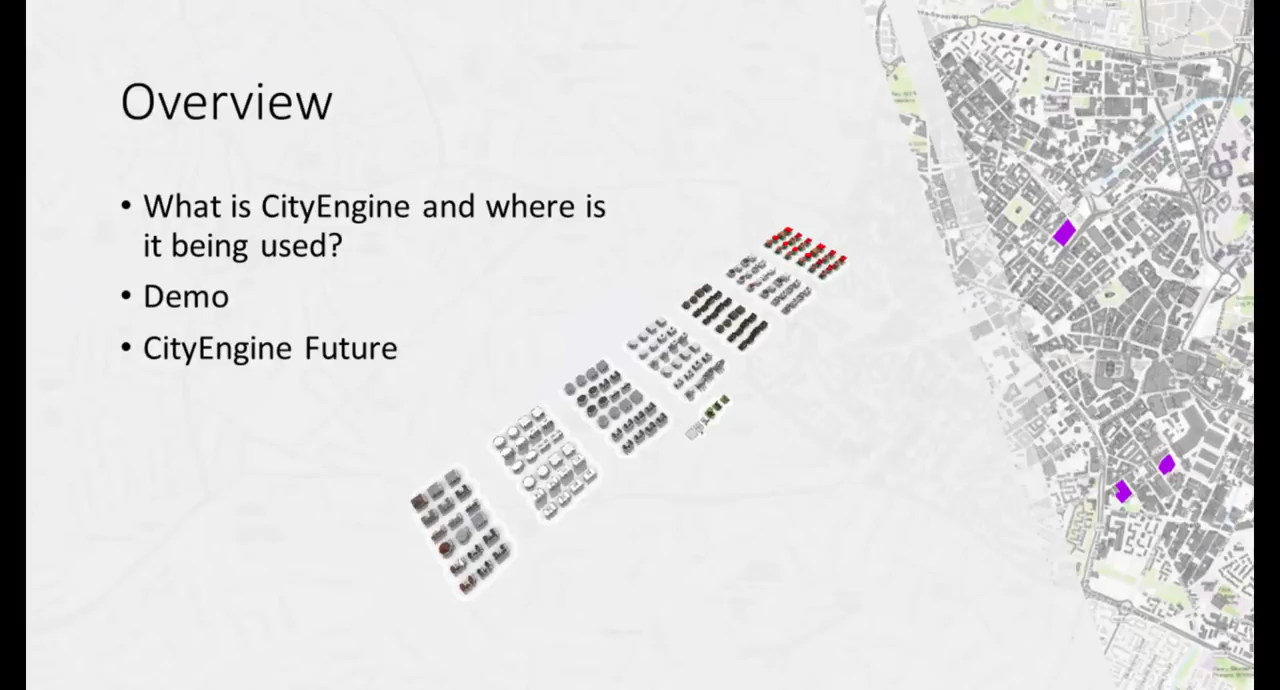 Overview
• What is CityEngine and where is
it being used?
• Demo
• CityEngine Future